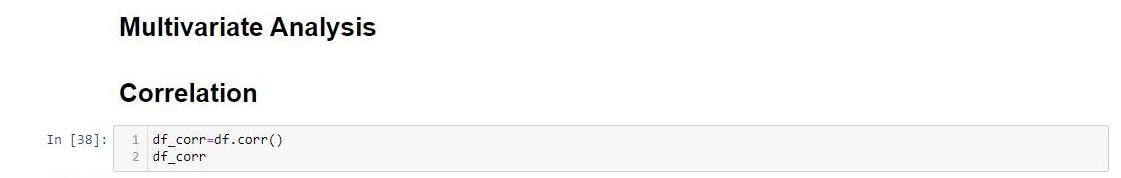 Multivariate Analysis
Correlation
In [38]:
1 df_corr=df.corr()
2 df_corr